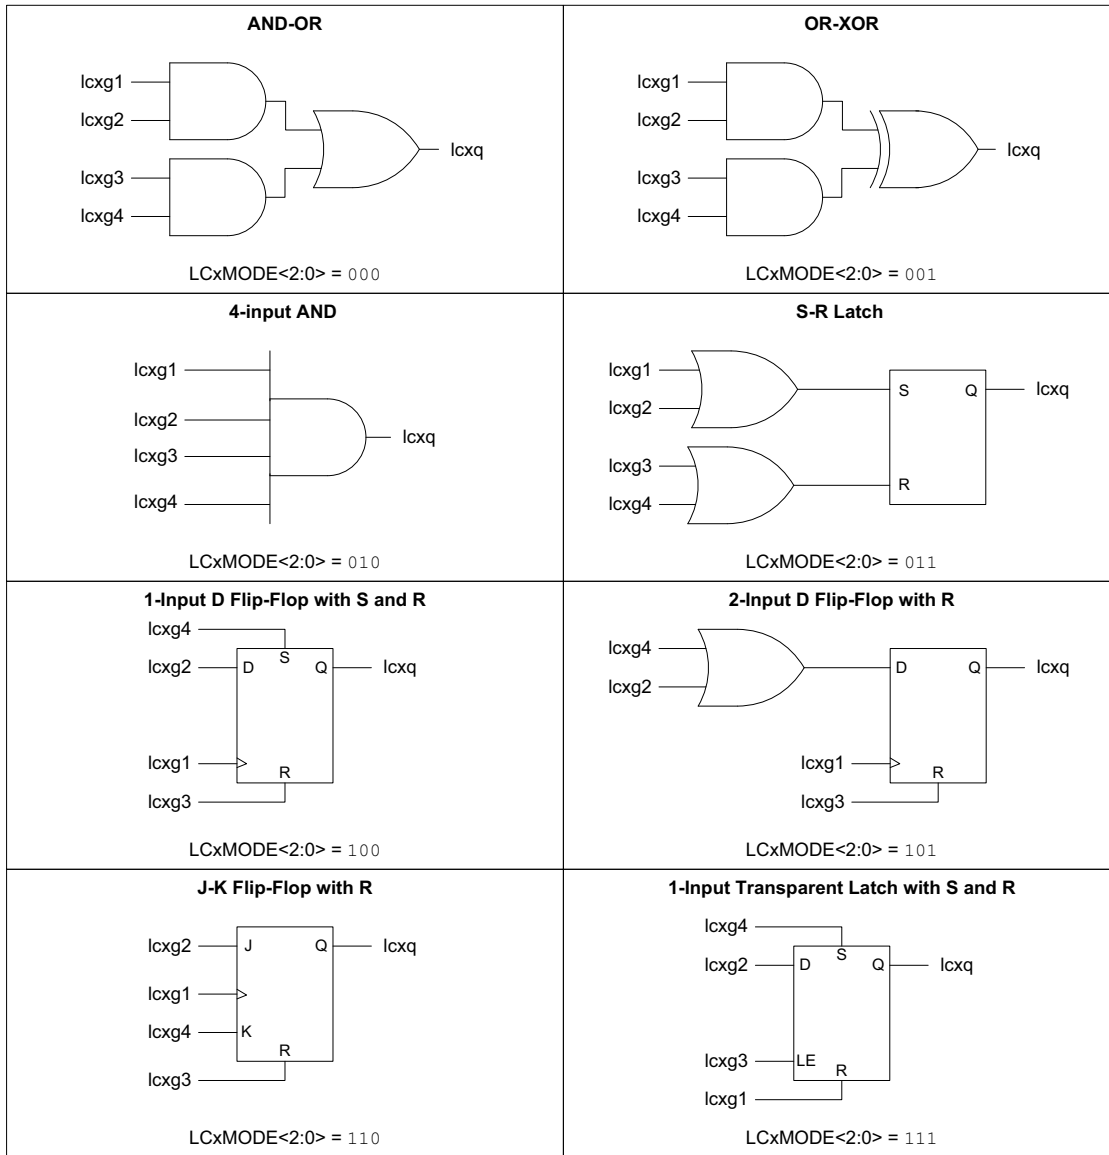 AND-OR
lcxg1
lcxg2
lcxg3
lcxg4
lcxq
LCxMODE<2:0> = 000
OR-XOR
lcxg1
lcxg2
lcxg3
lcxg4
lcxq
LCxMODE<2:0> = 001
4-input AND
lcxg1
lcxg2
lcxg3
lcxg4
lcxq
LCxMODE<2:0> = 010
S-R Latch
lcxg1
lcxg2
lcxg3
lcxg4
S
Q
R
lcxq
LCxMODE<2:0> = 011
1-Input D Flip-Flop with S and R
lcxg4
S
lcxg2
D
Q
lcxq
lcxg1
R
lcxg3
LCxMODE<2:0> = 100
2-Input D Flip-Flop with R
lcxg4
lcxg2
D
Q
lcxq
lcxg1
R
lcxg3
LCxMODE<2:0> = 101
J-K Flip-Flop with R
lcxg2
J
Q
lcxq
lcxg1
lcxg4
K
R
lcxg3
LCxMODE<2:0> = 110
1-Input Transparent Latch with S and R
lcxg4
S
lcxg2
D
Q
lcxq
lcxg3
LE
R
lcxg1
LCxMODE<2:0> = 111